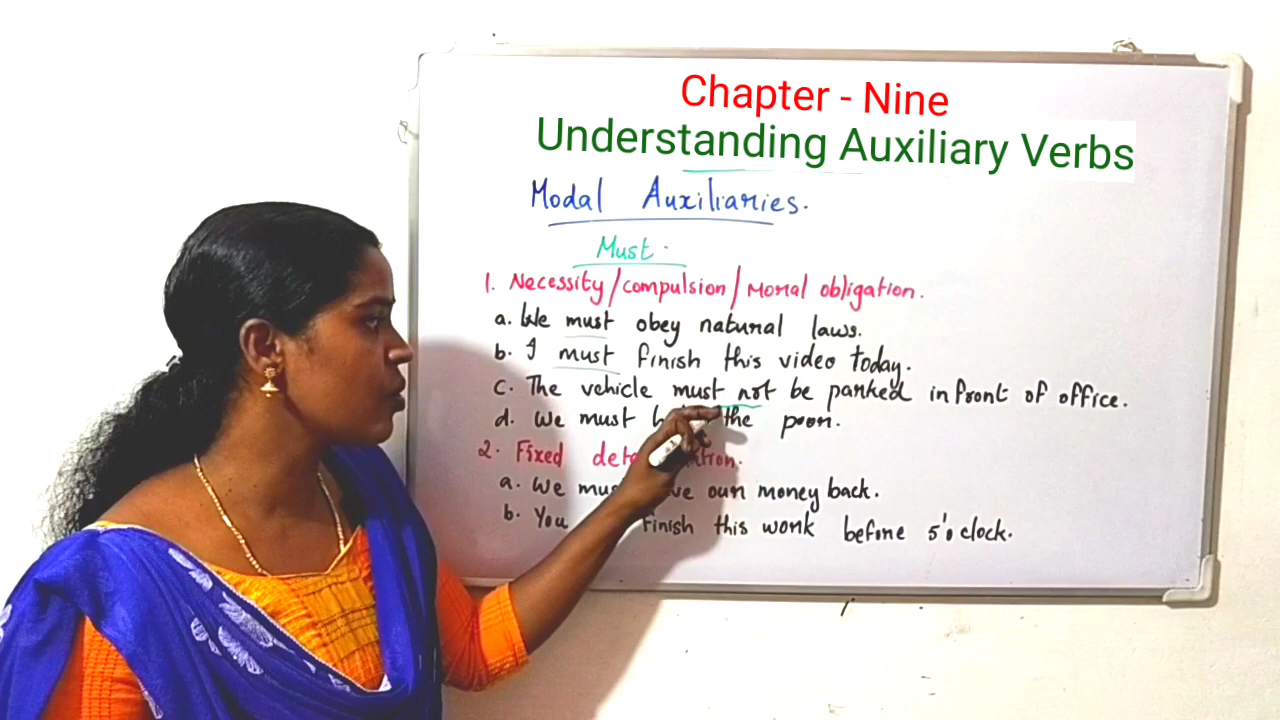 Chapter - Nine
Understanding Auxiliary Verbs
Modal Auxiliaries.
Must.
1. Necessity/compulsion/Moral obligation.
a. We must obey natural laws.
b. I must finish this video today.
c. The vehicle must not be parked infront of office.
d. We must the poor.
2. Fixed
a. We our money back.
b. You finish this work before 5'o clock.